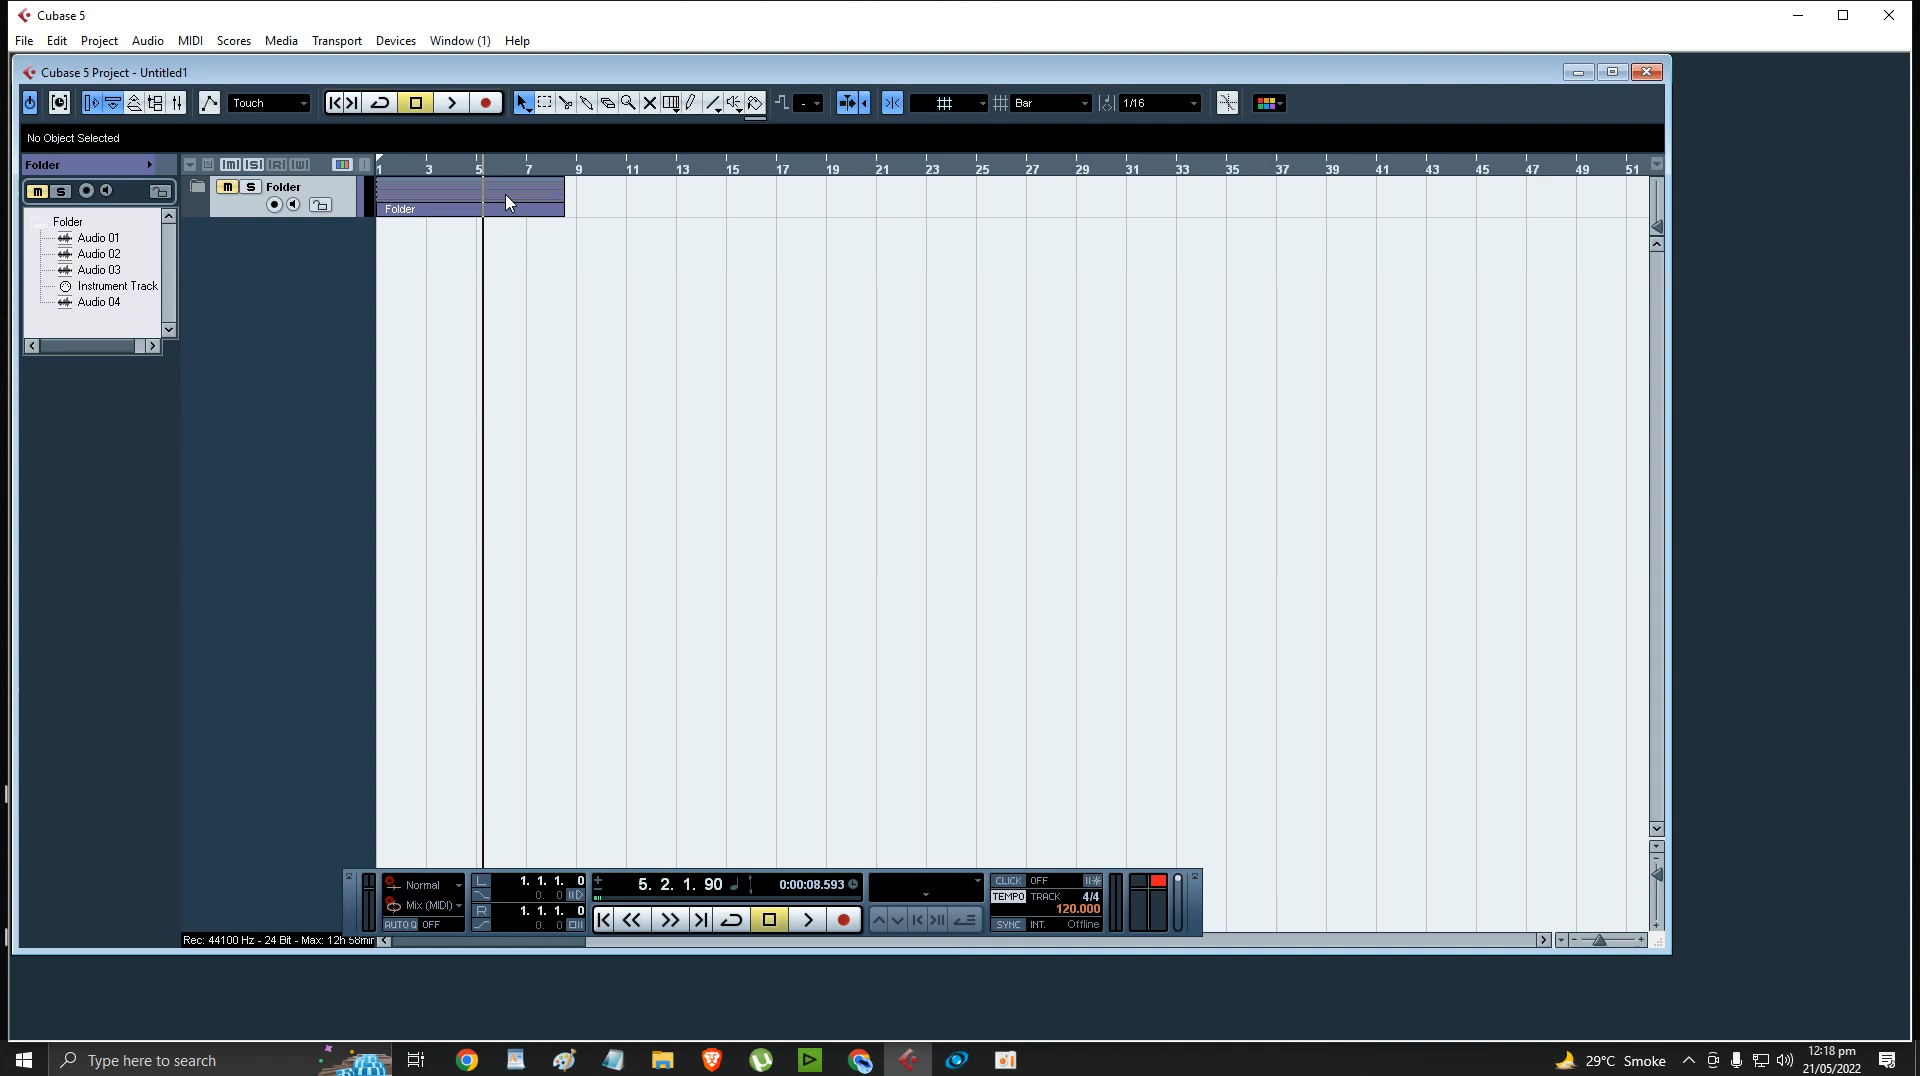 Cubase 5
File Edit Project Audio MIDI Scores Media Transport Devices Window (1) Help
Cubase 5 Project - Untitled1
Touch
-
Bar
1/16
No Object Selected
Folder
[m] [S] [R] [W]
1 3 5 7 9 11 13 15 17 19 21 23 25 27 29 31 33 35 37 39 41 43 45 47 49 51
m S
m S Folder
Folder
Folder
Audio 01
Audio 02
Audio 03
Instrument Track
Audio 04
Normal
Mix (MIDI)
AUTO Q OFF
L 1. 1. 1. 0
0. 0
R 1. 1. 1. 0
0. 0
5. 2. 1. 90
0:00:08.593
CLICK OFF
TEMPO TRACK 4/4
120.000
SYNC INT. Offline
Rec: 44100 Hz - 24 Bit - Max: 12h 58min
Type here to search
29°C Smoke
12:18 pm
21/05/2022